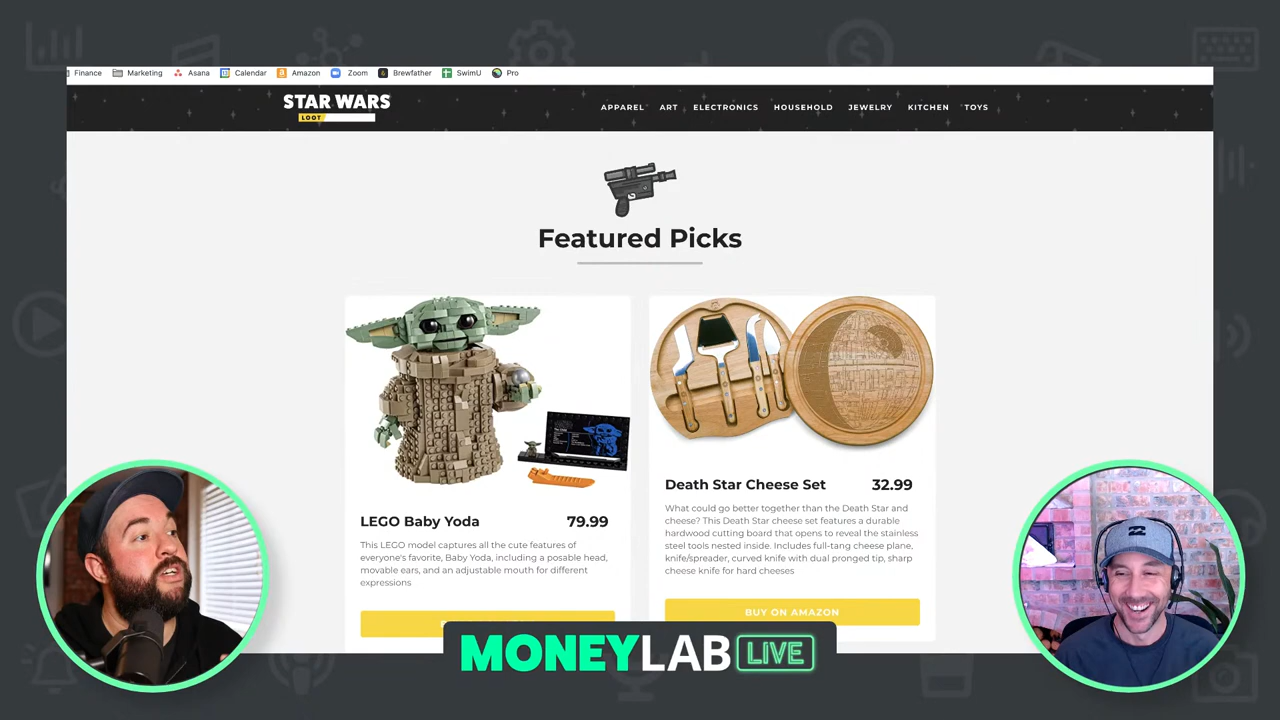 Finance Marketing Asana Calendar Amazon Zoom Brewfather SwimU Pro
STAR WARS
LOOT
APPAREL ART ELECTRONICS HOUSEHOLD JEWELRY KITCHEN TOYS
Featured Picks
LEGO Baby Yoda 79.99
This LEGO model captures all the cute features of
everyone's favorite, Baby Yoda, including a posable head,
movable ears, and an adjustable mouth for different
expressions
Death Star Cheese Set 32.99
What could go better together than the Death Star and
cheese? This Death Star cheese set features a durable
hardwood cutting board that opens to reveal the stainless
steel tools nested inside. Includes full-tang cheese plane,
knife/spreader, curved knife with dual pronged tip, sharp
cheese knife for hard cheeses
BUY ON AMAZON
MONEYLAB LIVE